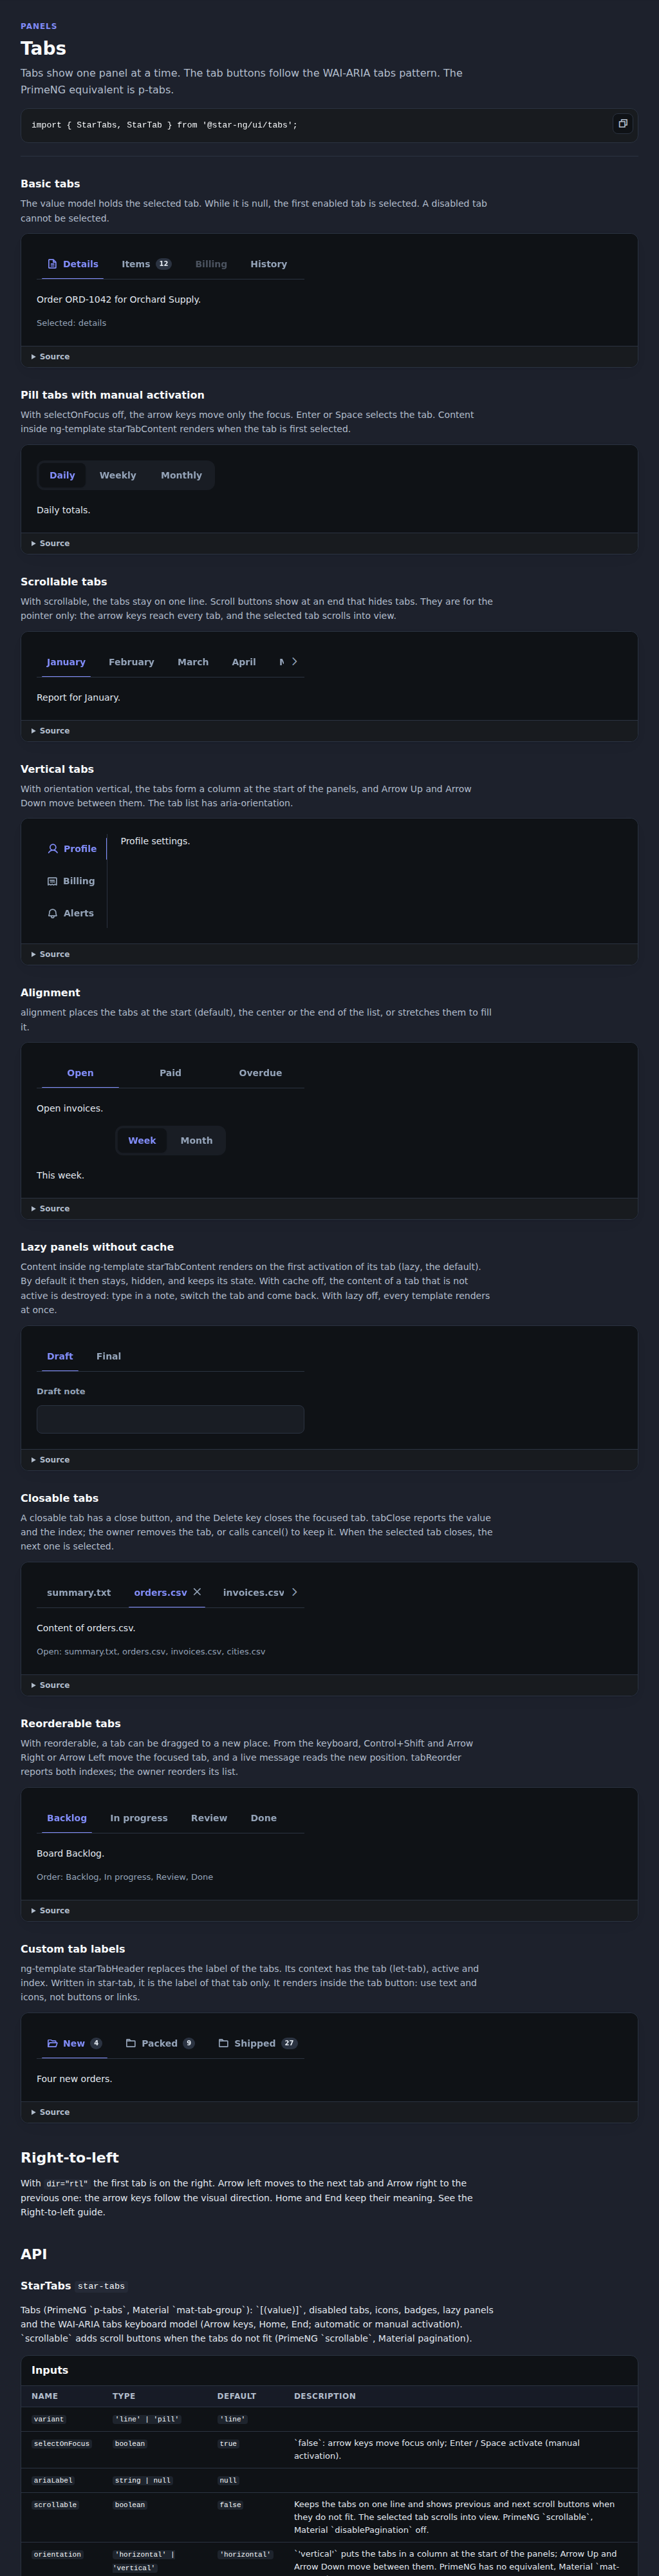 PANELS
Tabs
Tabs show one panel at a time. The tab buttons follow the WAI-ARIA tabs pattern. The
PrimeNG equivalent is p-tabs.
import { StarTabs, StarTab } from '@star-ng/ui/tabs';
Basic tabs
The value model holds the selected tab. While it is null, the first enabled tab is selected. A disabled tab
cannot be selected.
Details Items 12 Billing History
Order ORD-1042 for Orchard Supply.
Selected: details
Source
Pill tabs with manual activation
With selectOnFocus off, the arrow keys move only the focus. Enter or Space selects the tab. Content
inside ng-template starTabContent renders when the tab is first selected.
Daily Weekly Monthly
Daily totals.
Source
Scrollable tabs
With scrollable, the tabs stay on one line. Scroll buttons show at an end that hides tabs. They are for the
pointer only: the arrow keys reach every tab, and the selected tab scrolls into view.
January February March April
Report for January.
Source
Vertical tabs
With orientation vertical, the tabs form a column at the start of the panels, and Arrow Up and Arrow
Down move between them. The tab list has aria-orientation.
Profile
Profile settings.
Billing
Alerts
Source
Alignment
alignment places the tabs at the start (default), the center or the end of the list, or stretches them to fill
it.
Open Paid Overdue
Open invoices.
Week Month
This week.
Source
Lazy panels without cache
Content inside ng-template starTabContent renders on the first activation of its tab (lazy, the default).
By default it then stays, hidden, and keeps its state. With cache off, the content of a tab that is not
active is destroyed: type in a note, switch the tab and come back. With lazy off, every template renders
at once.
Draft Final
Draft note
Source
Closable tabs
A closable tab has a close button, and the Delete key closes the focused tab. tabClose reports the value
and the index; the owner removes the tab, or calls cancel() to keep it. When the selected tab closes, the
next one is selected.
summary.txt orders.csv invoices.csv
Content of orders.csv.
Open: summary.txt, orders.csv, invoices.csv, cities.csv
Source
Reorderable tabs
With reorderable, a tab can be dragged to a new place. From the keyboard, Control+Shift and Arrow
Right or Arrow Left move the focused tab, and a live message reads the new position. tabReorder
reports both indexes; the owner reorders its list.
Backlog In progress Review Done
Board Backlog.
Order: Backlog, In progress, Review, Done
Source
Custom tab labels
ng-template starTabHeader replaces the label of the tabs. Its context has the tab (let-tab), active and
index. Written in star-tab, it is the label of that tab only. It renders inside the tab button: use text and
icons, not buttons or links.
New 4 Packed 9 Shipped 27
Four new orders.
Source
Right-to-left
With dir="rtl" the first tab is on the right. Arrow left moves to the next tab and Arrow right to the
previous one: the arrow keys follow the visual direction. Home and End keep their meaning. See the
Right-to-left guide.
API
StarTabs star-tabs
Tabs (PrimeNG `p-tabs`, Material `mat-tab-group`): `[(value)]`, disabled tabs, icons, badges, lazy panels
and the WAI-ARIA tabs keyboard model (Arrow keys, Home, End; automatic or manual activation).
`scrollable` adds scroll buttons when the tabs do not fit (PrimeNG `scrollable`, Material pagination).
Inputs
NAME TYPE DEFAULT DESCRIPTION
variant 'line' | 'pill' 'line'
selectOnFocus boolean true `false`: arrow keys move focus only; Enter / Space activate (manual
activation).
ariaLabel string | null null
scrollable boolean false Keeps the tabs on one line and shows previous and next scroll buttons when
they do not fit. The selected tab scrolls into view. PrimeNG `scrollable`,
Material `disablePagination` off.
orientation 'horizontal' | 'horizontal' `'vertical'` puts the tabs in a column at the start of the panels; Arrow Up and
'vertical' Arrow Down move between them. PrimeNG has no equivalent, Material `mat-